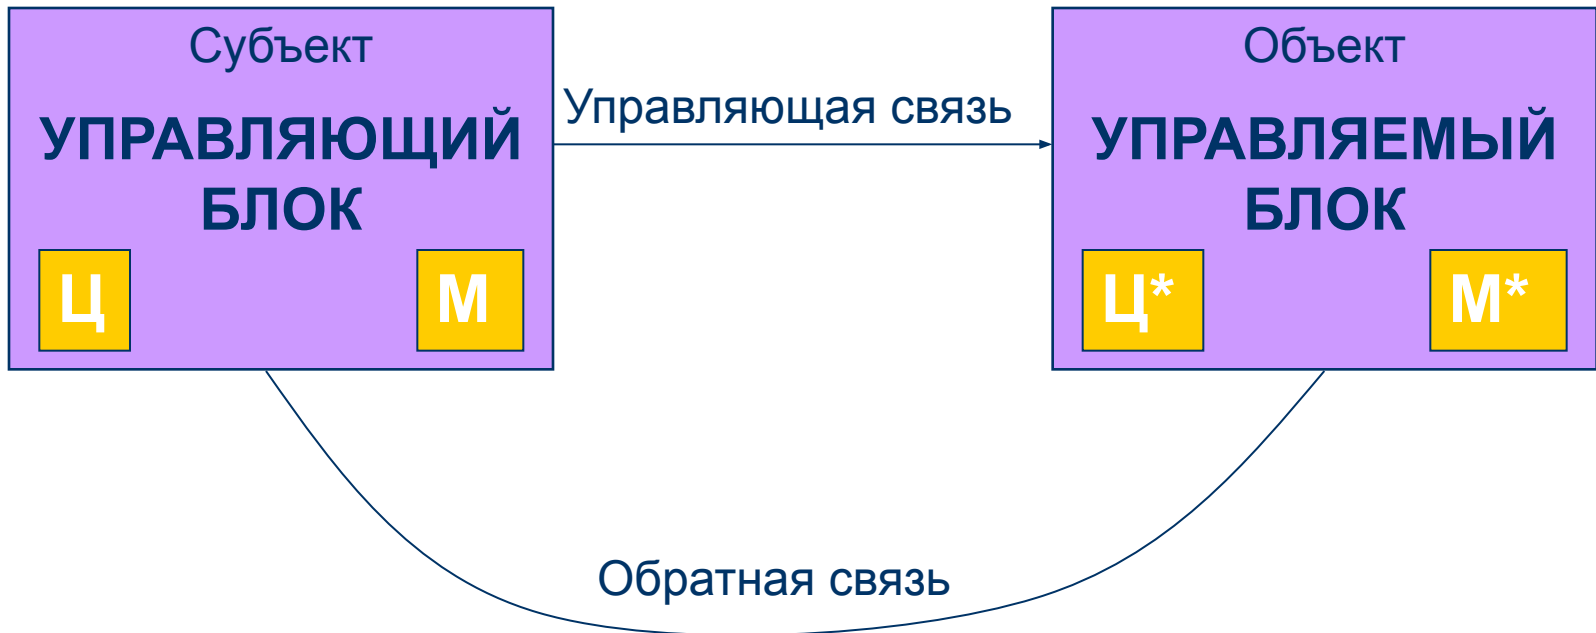 Субъект
УПРАВЛЯЮЩИЙ
БЛОК
Ц
М
Управляющая связь
Объект
УПРАВЛЯЕМЫЙ
БЛОК
Ц*
М*
Обратная связь